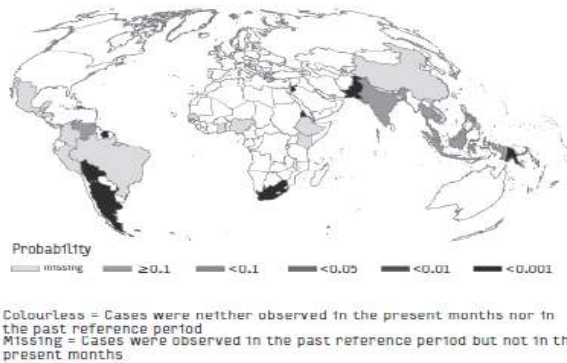 Probability
missing ≥0.1 <0.1 <0.05 <0.01 <0.001
Colourless = Cases were neither observed in the present months nor in
the past reference period
Missing = Cases were observed in the past reference period but not in th
present months